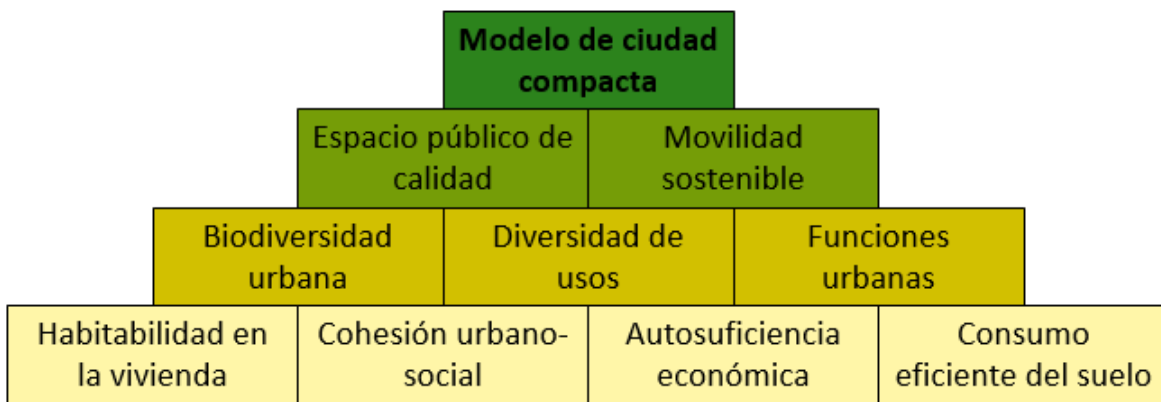 Modelo de ciudad
compacta
Espacio público de
calidad
Movilidad
sostenible
Biodiversidad
urbana
Diversidad de
usos
Funciones
urbanas
Habitabilidad en
la vivienda
Cohesión urbano-
social
Autosuficiencia
económica
Consumo
eficiente del suelo